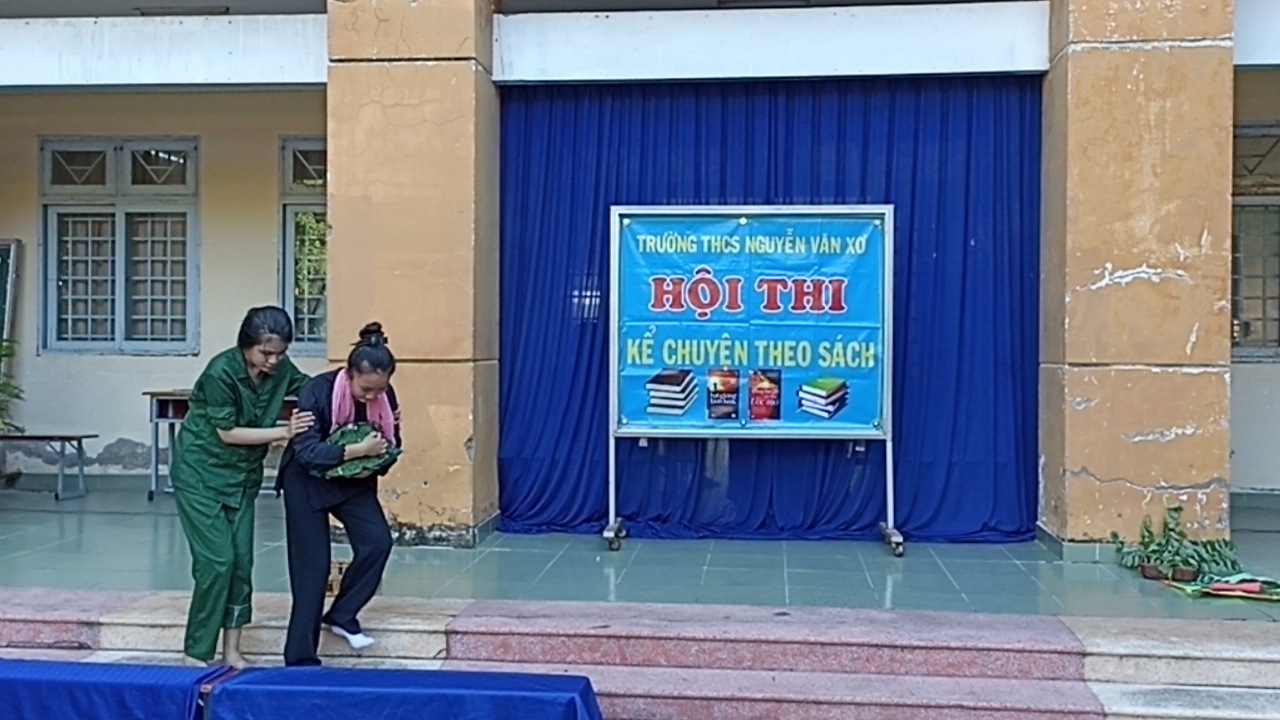 TRƯỜNG THCS NGUYỄN VĂN XƠ
HỘI THI
KỂ CHUYỆN THEO SÁCH